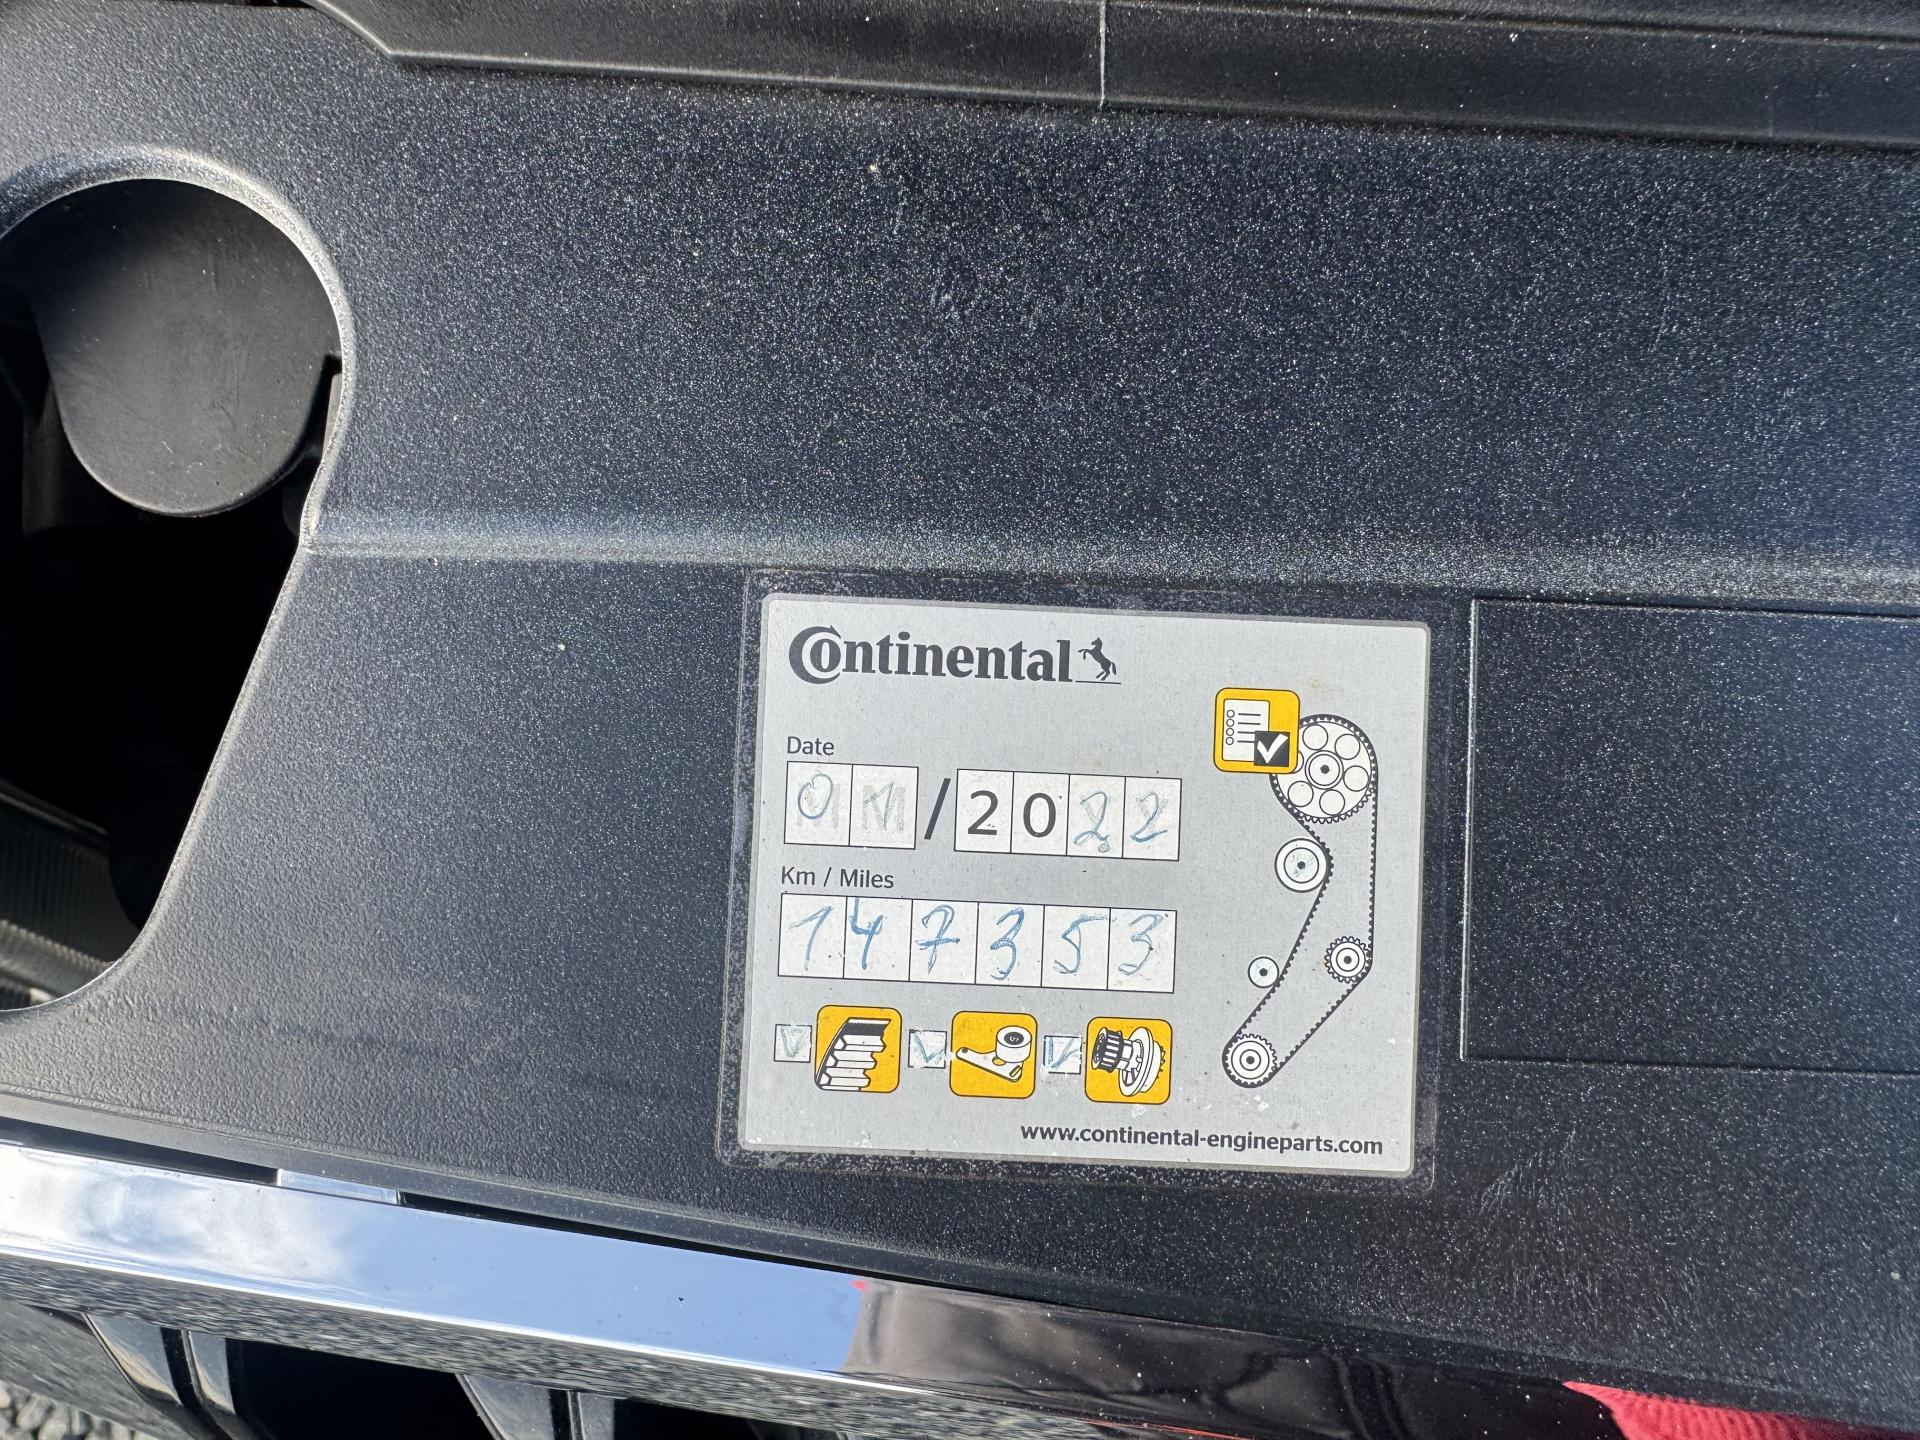 Continental
Date
01/2022
Km / Miles
147353
www.continental-engineparts.com